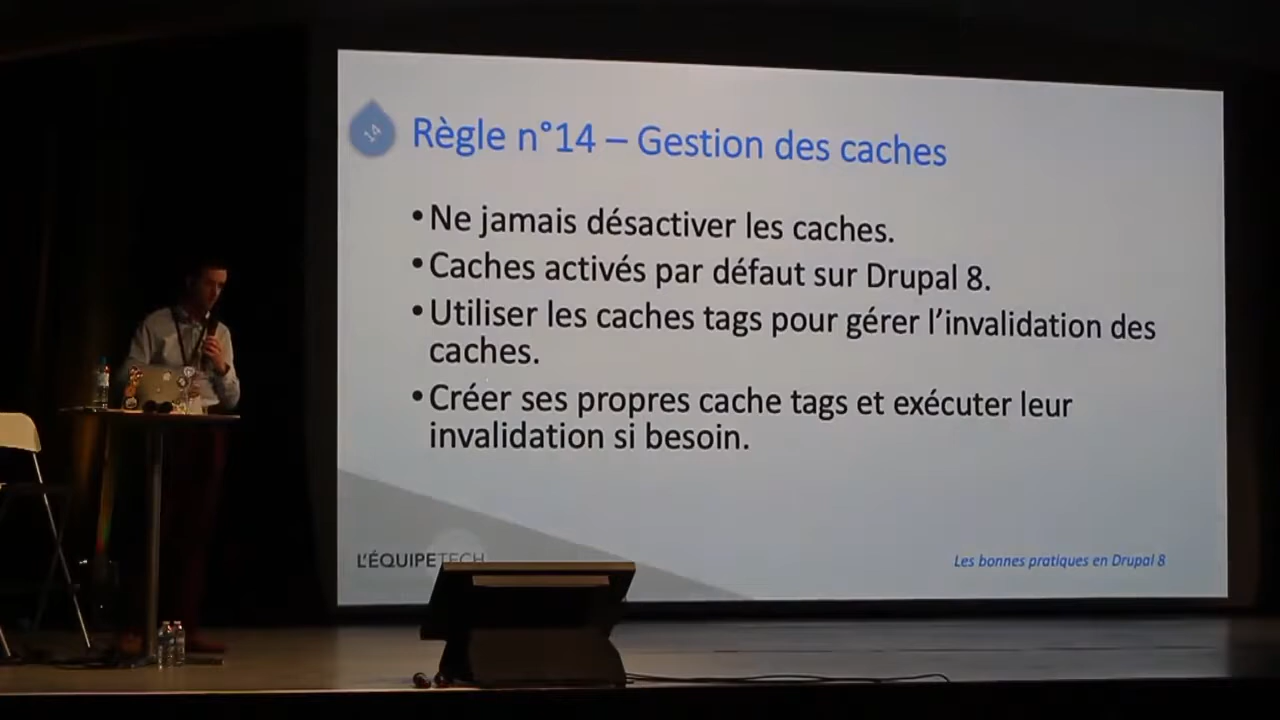 14
Règle n°14 – Gestion des caches
• Ne jamais désactiver les caches.
• Caches activés par défaut sur Drupal 8.
• Utiliser les caches tags pour gérer l’invalidation des
caches.
• Créer ses propres cache tags et exécuter leur
invalidation si besoin.
L'ÉQUIPETECH
Les bonnes pratiques en Drupal 8